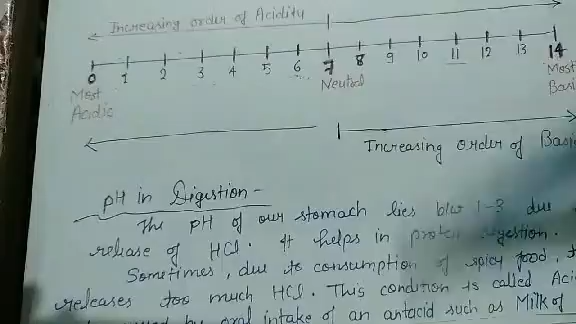 Increasing order of Acidity
0 1 2 3 4 5 6 7 8 9 10 11 12 13 14
Most Acidic
Neutral
Most
Increasing order of
pH in Digestion-
The pH of our stomach lies b/w 1-3 due
release of HCl. It helps in protein digestion.
Sometimes, due to consumption of spicy food,
releases too much HCl. This condition is called
by oral intake of an antacid such as Milk of